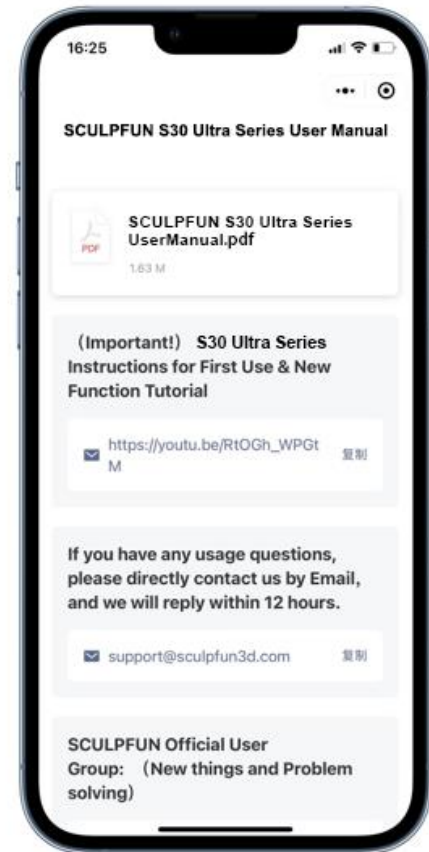 16:25
SCULPFUN S30 Ultra Series User Manual
SCULPFUN S30 Ultra Series
UserManual.pdf
PDF
1.63 M
（Important!） S30 Ultra Series
Instructions for First Use & New
Function Tutorial
https://youtu.be/RtOGh_WPGt
M
复制
If you have any usage questions,
please directly contact us by Email,
and we will reply within 12 hours.
support@sculpfun3d.com
复制
SCULPFUN Official User
Group: （New things and Problem
solving）